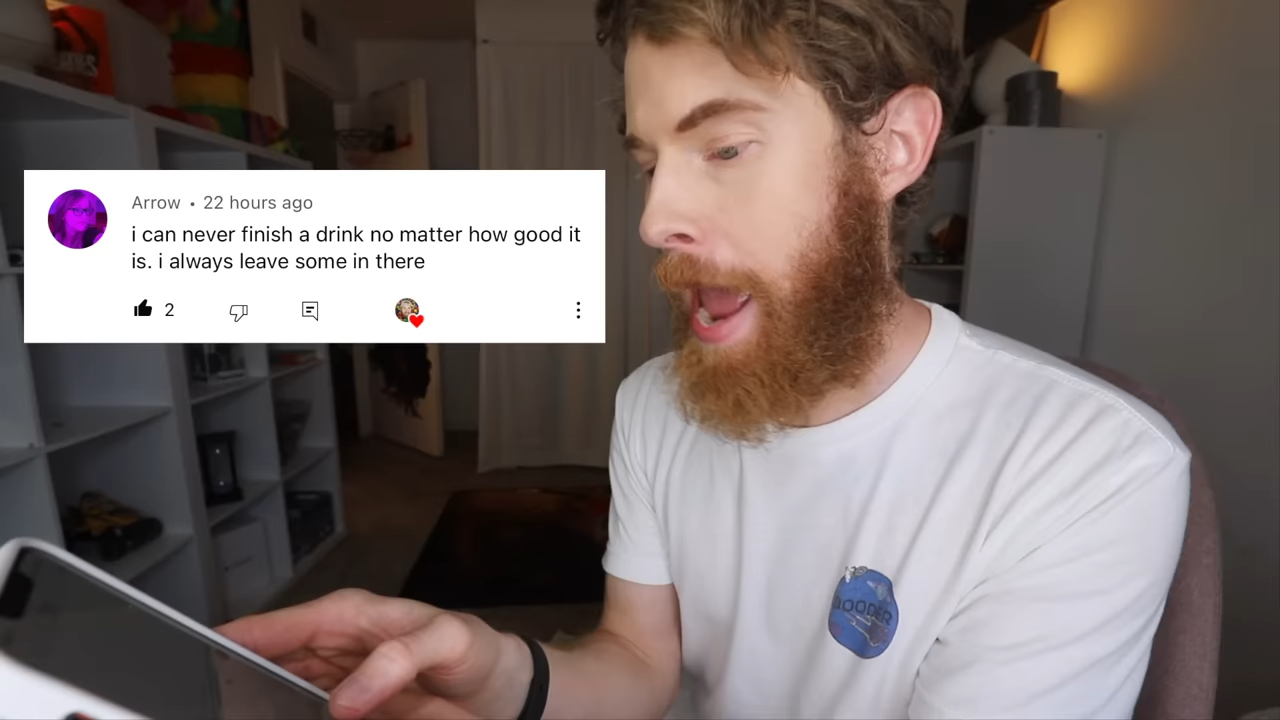 Arrow • 22 hours ago
i can never finish a drink no matter how good it
is. i always leave some in there
2